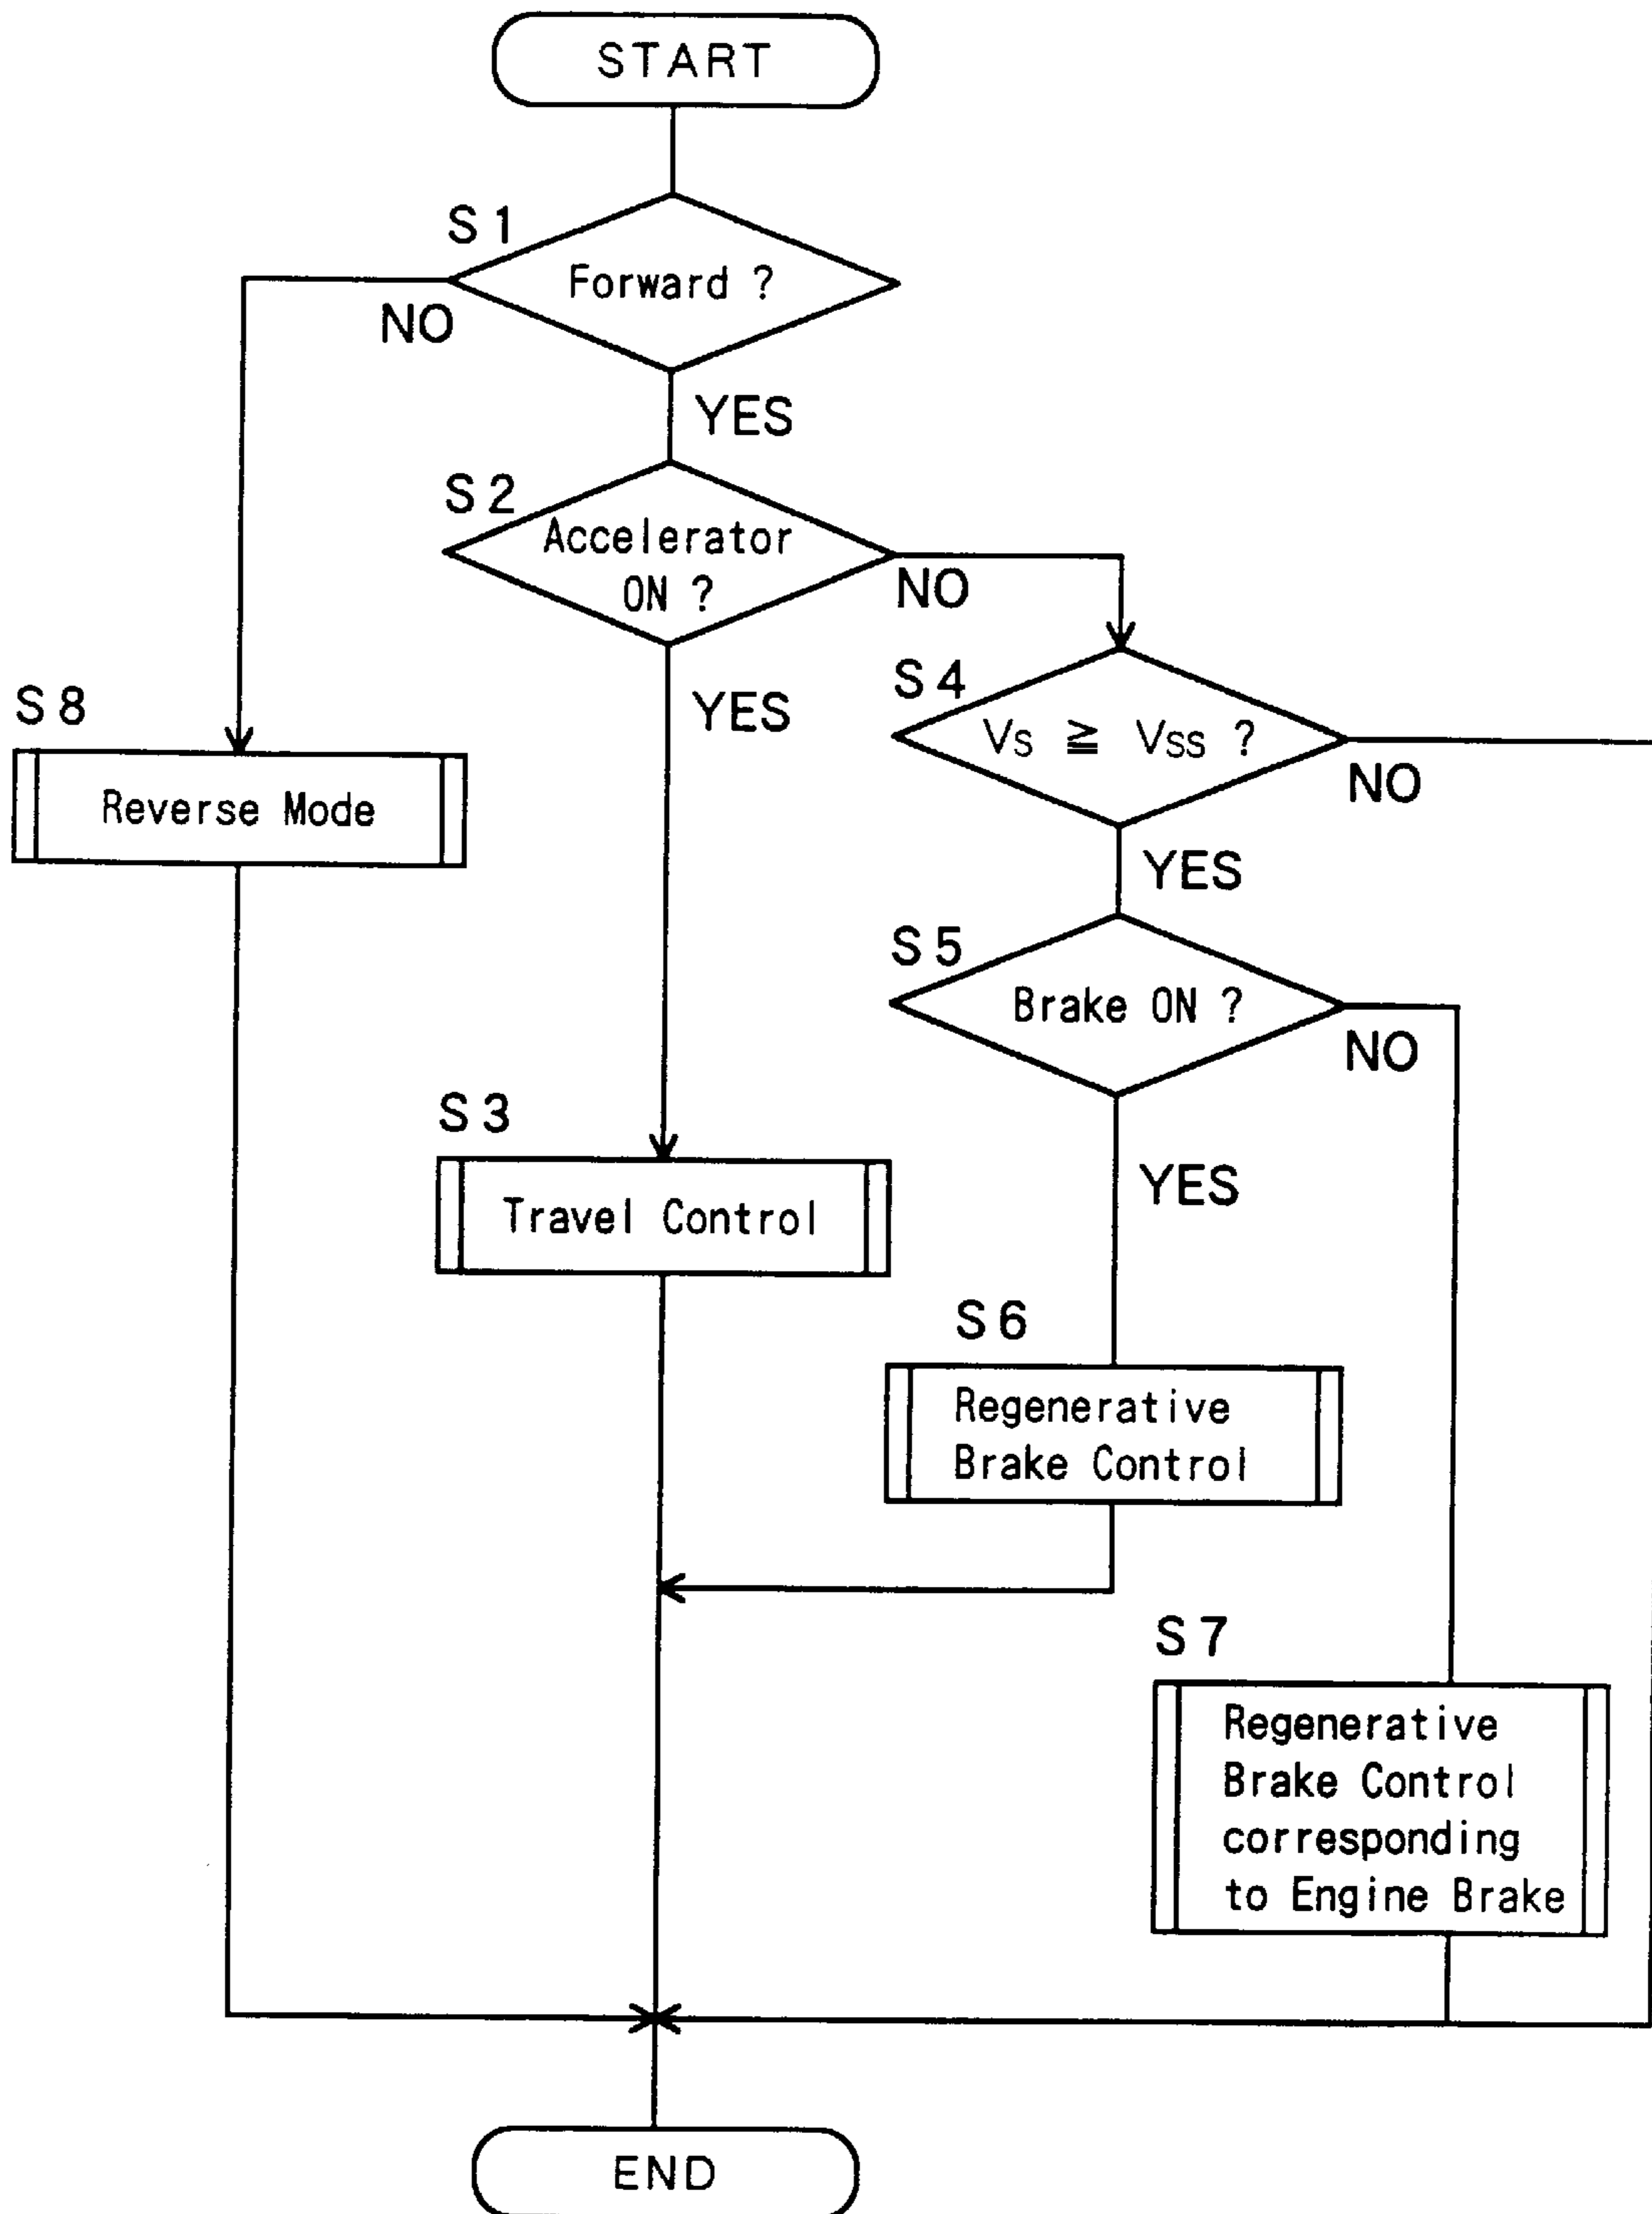 START
S1
Forward ?
NO
YES
S2
Accelerator
ON ?
NO
YES
S4
Vs ≧ Vss ?
NO
YES
S8
Reverse Mode
S5
Brake ON ?
NO
YES
S3
Travel Control
S6
Regenerative
Brake Control
S7
Regenerative
Brake Control
corresponding
to Engine Brake
END